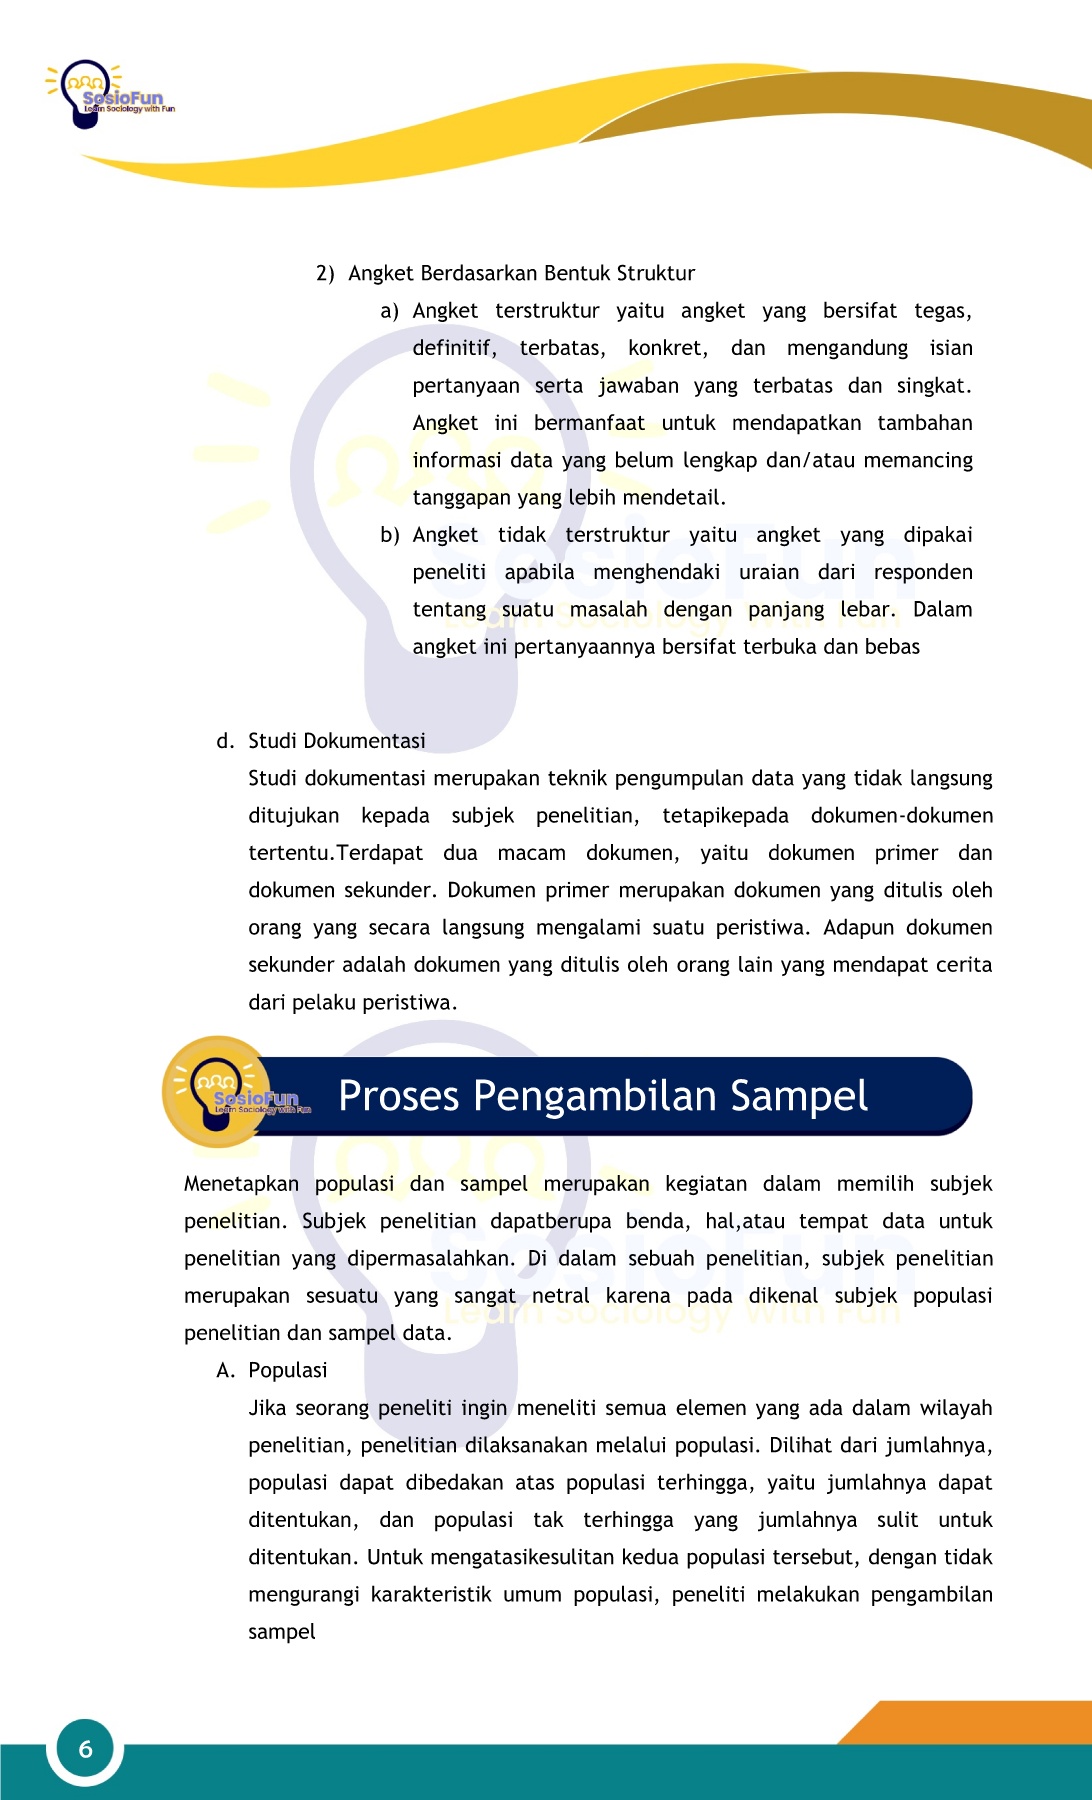 SosioFun
Learn Sociology with Fun
2) Angket Berdasarkan Bentuk Struktur
a) Angket terstruktur yaitu angket yang bersifat tegas,
definitif, terbatas, konkret, dan mengandung isian
pertanyaan serta jawaban yang terbatas dan singkat.
Angket ini bermanfaat untuk mendapatkan tambahan
informasi data yang belum lengkap dan/atau memancing
tanggapan yang lebih mendetail.
b) Angket tidak terstruktur yaitu angket yang dipakai
peneliti apabila menghendaki uraian dari responden
tentang suatu masalah dengan panjang lebar. Dalam
angket ini pertanyaannya bersifat terbuka dan bebas
SosioFun
Learn Sociology With Fun
d. Studi Dokumentasi
Studi dokumentasi merupakan teknik pengumpulan data yang tidak langsung
ditujukan kepada subjek penelitian, tetapikepada dokumen-dokumen
tertentu.Terdapat dua macam dokumen, yaitu dokumen primer dan
dokumen sekunder. Dokumen primer merupakan dokumen yang ditulis oleh
orang yang secara langsung mengalami suatu peristiwa. Adapun dokumen
sekunder adalah dokumen yang ditulis oleh orang lain yang mendapat cerita
dari pelaku peristiwa.
SosioFun
Learn Sociology with Fun
Proses Pengambilan Sampel
Menetapkan populasi dan sampel merupakan kegiatan dalam memilih subjek
penelitian. Subjek penelitian dapatberupa benda, hal,atau tempat data untuk
penelitian yang dipermasalahkan. Di dalam sebuah penelitian, subjek penelitian
merupakan sesuatu yang sangat netral karena pada dikenal subjek populasi
penelitian dan sampel data.
SosioFun
Learn Sociology With Fun
A. Populasi
Jika seorang peneliti ingin meneliti semua elemen yang ada dalam wilayah
penelitian, penelitian dilaksanakan melalui populasi. Dilihat dari jumlahnya,
populasi dapat dibedakan atas populasi terhingga, yaitu jumlahnya dapat
ditentukan, dan populasi tak terhingga yang jumlahnya sulit untuk
ditentukan. Untuk mengatasikesulitan kedua populasi tersebut, dengan tidak
mengurangi karakteristik umum populasi, peneliti melakukan pengambilan
sampel
6